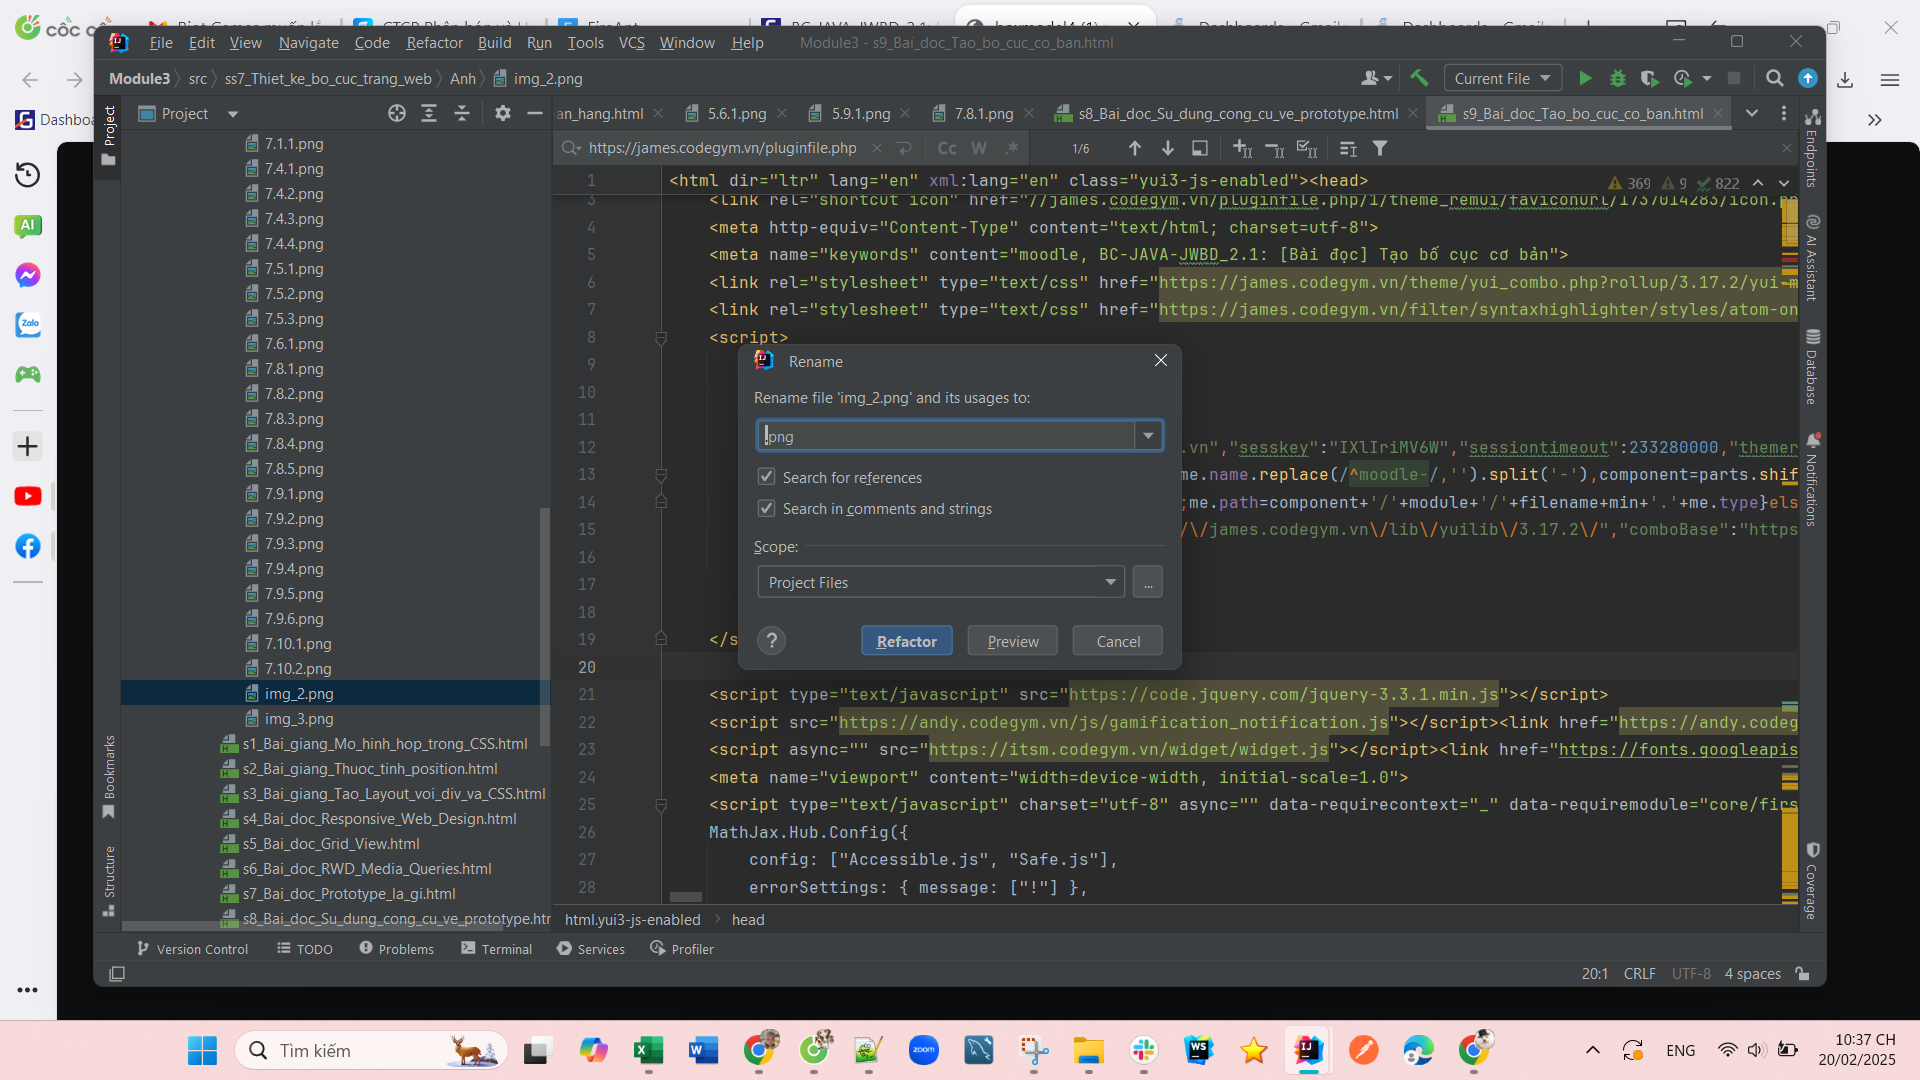 cốc cốc
File Edit View Navigate Code Refactor Build Run Tools VCS Window Help Module3 - s9_Bai_doc_Tao_bo_cuc_co_ban.html
Module3 src ss7_Thiet_ke_bo_cuc_trang_web Anh img_2.png Current File
Project an_hang.html 5.6.1.png 5.9.1.png 7.8.1.png s8_Bai_doc_Su_dung_cong_cu_ve_prototype.html s9_Bai_doc_Tao_bo_cuc_co_ban.html
https://james.codegym.vn/pluginfile.php Cc W .* 1/6
Project
7.1.1.png
7.4.1.png
7.4.2.png
7.4.3.png
7.4.4.png
7.5.1.png
7.5.2.png
7.5.3.png
7.6.1.png
7.8.1.png
7.8.2.png
7.8.3.png
7.8.4.png
7.8.5.png
7.9.1.png
7.9.2.png
7.9.3.png
7.9.4.png
7.9.5.png
7.9.6.png
7.10.1.png
7.10.2.png
img_2.png
img_3.png
s1_Bai_giang_Mo_hinh_hop_trong_CSS.html
s2_Bai_giang_Thuoc_tinh_position.html
s3_Bai_giang_Tao_Layout_voi_div_va_CSS.html
s4_Bai_doc_Responsive_Web_Design.html
s5_Bai_doc_Grid_View.html
s6_Bai_doc_RWD_Media_Queries.html
s7_Bai_doc_Prototype_la_gi.html
s8_Bai_doc_Su_dung_cong_cu_ve_prototype.htr
Bookmarks
Structure
1 <html dir="ltr" lang="en" xml:lang="en" class="yui3-js-enabled"><head>
369 9 822
3 <link rel="shortcut icon" href="//james.codegym.vn/pluginfile.php/1/theme_remui/faviconurl/1737014283/icon.pn
4 <meta http-equiv="Content-Type" content="text/html; charset=utf-8">
5 <meta name="keywords" content="moodle, BC-JAVA-JWBD_2.1: [Bài đọc] Tạo bố cục cơ bản">
6 <link rel="stylesheet" type="text/css" href="https://james.codegym.vn/theme/yui_combo.php?rollup/3.17.2/yui-m
7 <link rel="stylesheet" type="text/css" href="https://james.codegym.vn/filter/syntaxhighlighter/styles/atom-on
8 <script>
9
10
11
12 .vn","sesskey":"IXlIriMV6W","sessiontimeout":233280000,"themer
13 me.name.replace(/^moodle-/,'').split('-'),component=parts.shif
14 ;me.path=component+'/'+module+'/'+filename+min+'.'+me.type}els
15 /\/james.codegym.vn\/lib\/yuilib\/3.17.2\/","comboBase":"https
16
17
18
19 </s
20
21 <script type="text/javascript" src="https://code.jquery.com/jquery-3.3.1.min.js"></script>
22 <script src="https://andy.codegym.vn/js/gamification_notification.js"></script><link href="https://andy.codeg
23 <script async="" src="https://itsm.codegym.vn/widget/widget.js"></script><link href="https://fonts.googleapis
24 <meta name="viewport" content="width=device-width, initial-scale=1.0">
25 <script type="text/javascript" charset="utf-8" async="" data-requirecontext="_" data-requiremodule="core/firs
26 MathJax.Hub.Config({
27 config: ["Accessible.js", "Safe.js"],
28 errorSettings: { message: ["!"] },
html.yui3-js-enabled head
Rename
Rename file 'img_2.png' and its usages to:
.png
Search for references
Search in comments and strings
Scope:
Project Files ...
? Refactor Preview Cancel
Endpoints
AI Assistant
Database
Notifications
Coverage
Version Control TODO Problems Terminal Services Profiler
20:1 CRLF UTF-8 4 spaces
Dashboa
AI
Zalo
Tìm kiếm
zoom
WS
ENG
10:37 CH
20/02/2025